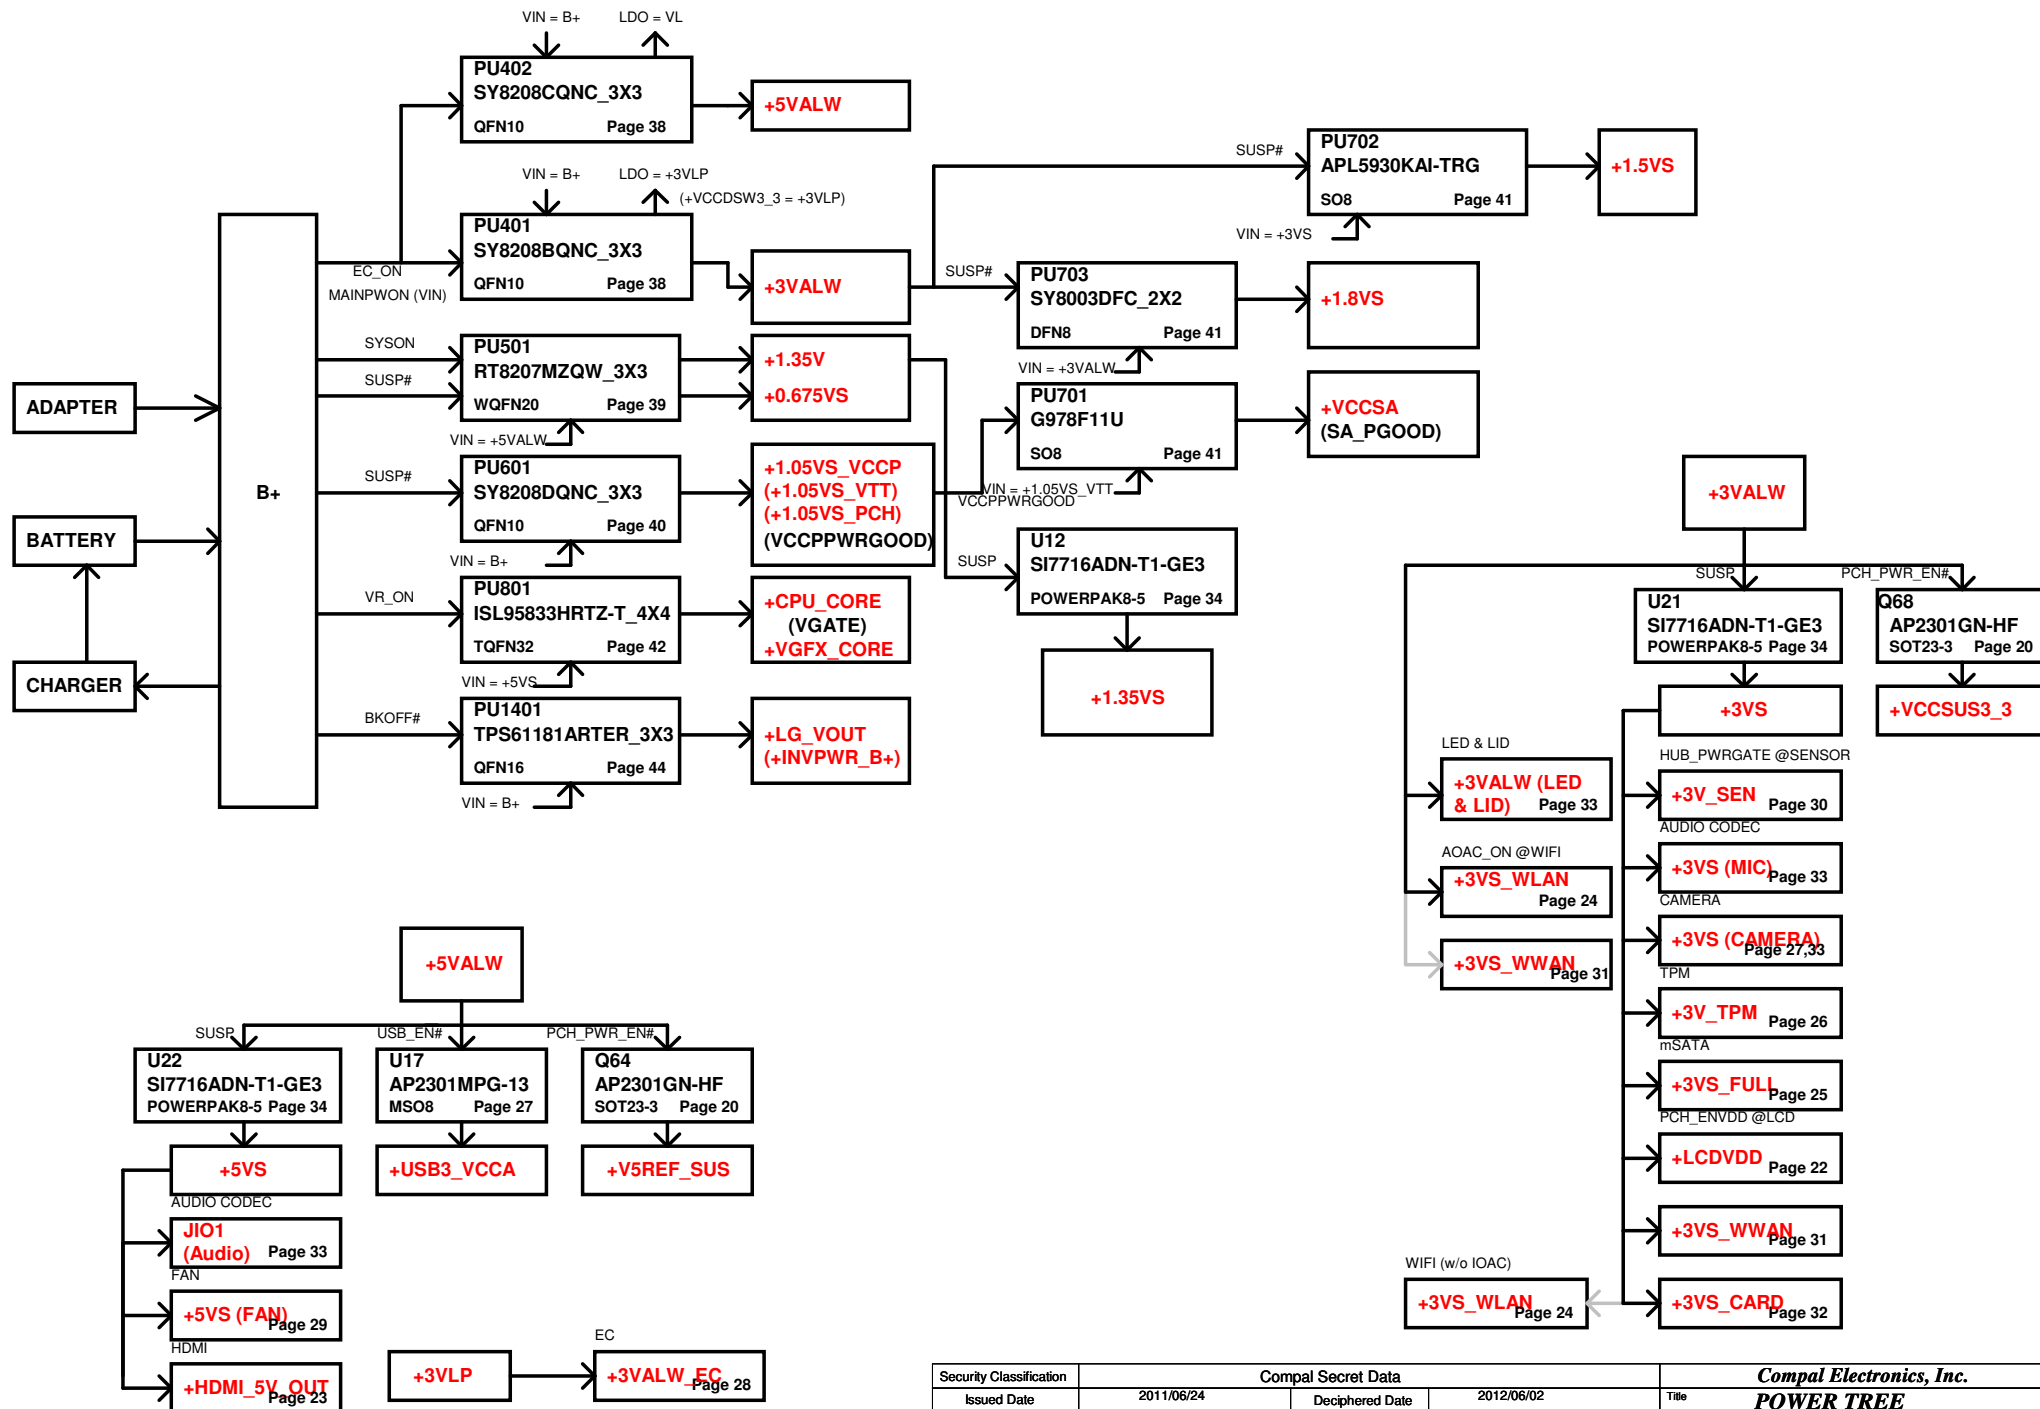 VIN = B+
LDO = VL
PU402
SY8208CQNC_3X3
QFN10
Page 38
+5VALW
VIN = B+
LDO = +3VLP
(+VCCDSW3_3 = +3VLP)
PU401
SY8208BQNC_3X3
QFN10
Page 38
EC_ON
MAINPWON (VIN)
+3VALW
SUSP#
PU702
APL5930KAI-TRG
SO8
Page 41
VIN = +3VS
+1.5VS
SUSP#
PU703
SY8003DFC_2X2
DFN8
Page 41
VIN = +3VALW
+1.8VS
SYSON
SUSP#
PU501
RT8207MZQW_3X3
WQFN20
Page 39
VIN = +5VALW
+1.35V
+0.675VS
PU701
G978F11U
SO8
Page 41
VIN = +1.05VS_VTT
VCCPPWRGOOD
+VCCSA
(SA_PGOOD)
ADAPTER
B+
BATTERY
CHARGER
SUSP#
PU601
SY8208DQNC_3X3
QFN10
Page 40
VIN = B+
+1.05VS_VCCP
(+1.05VS_VTT)
(+1.05VS_PCH)
(VCCPPWRGOOD)
SUSP
U12
SI7716ADN-T1-GE3
POWERPAK8-5
Page 34
+1.35VS
VR_ON
PU801
ISL95833HRTZ-T_4X4
TQFN32
Page 42
VIN = +5VS
+CPU_CORE
(VGATE)
+VGFX_CORE
BKOFF#
PU1401
TPS61181ARTER_3X3
QFN16
Page 44
VIN = B+
+LG_VOUT
(+INVPWR_B+)
+3VALW
SUSP
U21
SI7716ADN-T1-GE3
POWERPAK8-5 Page 34
PCH_PWR_EN#
Q68
AP2301GN-HF
SOT23-3
Page 20
+3VS
+VCCSUS3_3
LED & LID
+3VALW (LED
& LID)
Page 33
AOAC_ON @WIFI
+3VS_WLAN
Page 24
+3VS_WWAN
Page 31
HUB_PWRGATE @SENSOR
+3V_SEN
Page 30
AUDIO CODEC
+3VS (MIC)
Page 33
CAMERA
+3VS (CAMERA)
Page 27,33
TPM
+3V_TPM
Page 26
mSATA
+3VS_FULL
Page 25
PCH_ENVDD @LCD
+LCDVDD
Page 22
+3VS_WWAN
Page 31
WIFI (w/o IOAC)
+3VS_WLAN
Page 24
+3VS_CARD
Page 32
+5VALW
SUSP
U22
SI7716ADN-T1-GE3
POWERPAK8-5 Page 34
USB_EN#
U17
AP2301MPG-13
MSO8
Page 27
PCH_PWR_EN#
Q64
AP2301GN-HF
SOT23-3
Page 20
+5VS
+USB3_VCCA
+V5REF_SUS
AUDIO CODEC
JIO1
(Audio)
Page 33
FAN
+5VS (FAN)
Page 29
HDMI
+HDMI_5V_OUT
Page 23
+3VLP
EC
+3VALW_EC
Page 28
Security Classification
Compal Secret Data
Compal Electronics, Inc.
Issued Date
2011/06/24
Deciphered Date
2012/06/02
Title
POWER TREE